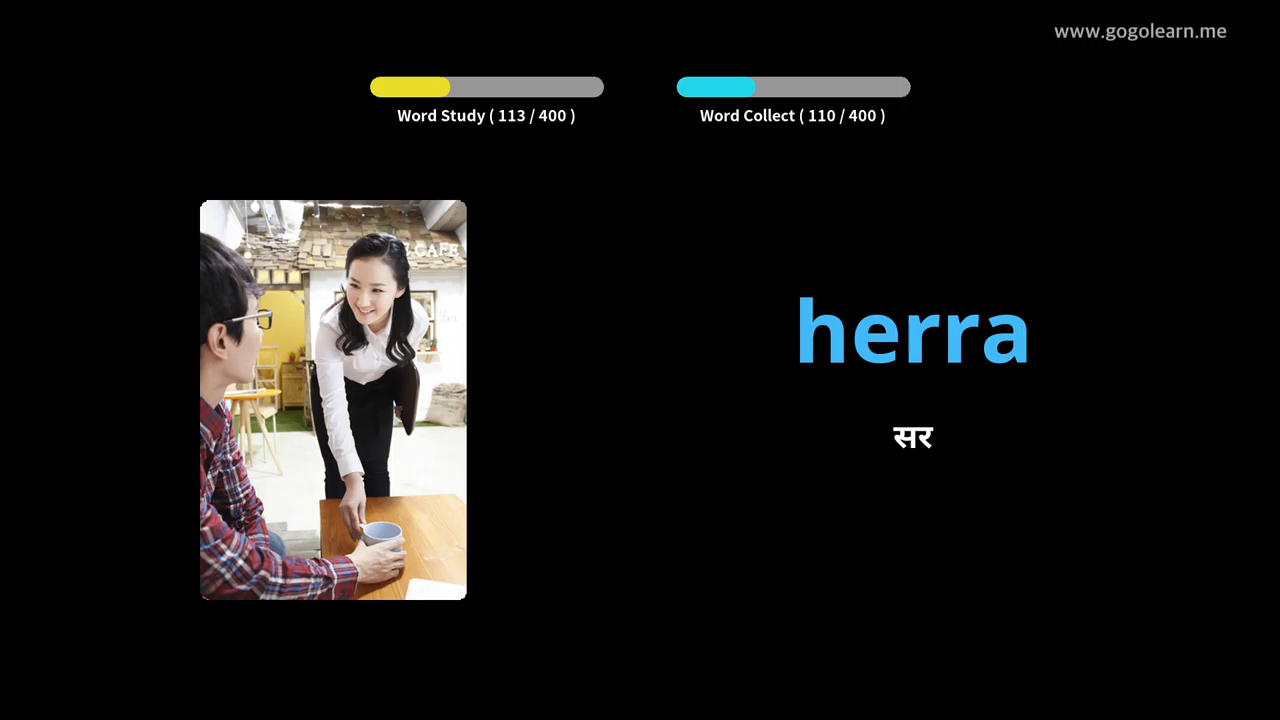 www.gogolearn.me
Word Study ( 113 / 400 )
Word Collect ( 110 / 400 )
CAFE
herra
सर